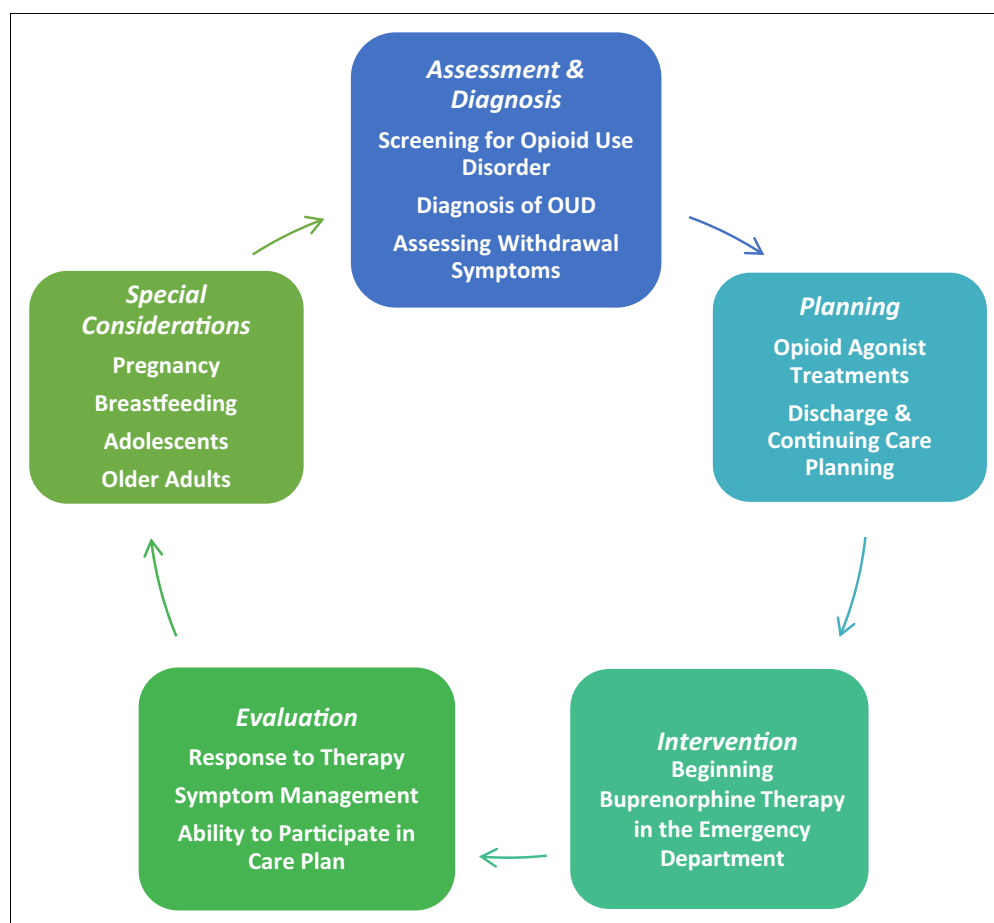 Assessment &
Diagnosis
Screening for Opioid Use
Disorder
Diagnosis of OUD
Assessing Withdrawal
Symptoms
Planning
Opioid Agonist
Treatments
Discharge &
Continuing Care
Planning
Intervention
Beginning
Buprenorphine Therapy
in the Emergency
Department
Evaluation
Response to Therapy
Symptom Management
Ability to Participate in
Care Plan
Special
Considerations
Pregnancy
Breastfeeding
Adolescents
Older Adults